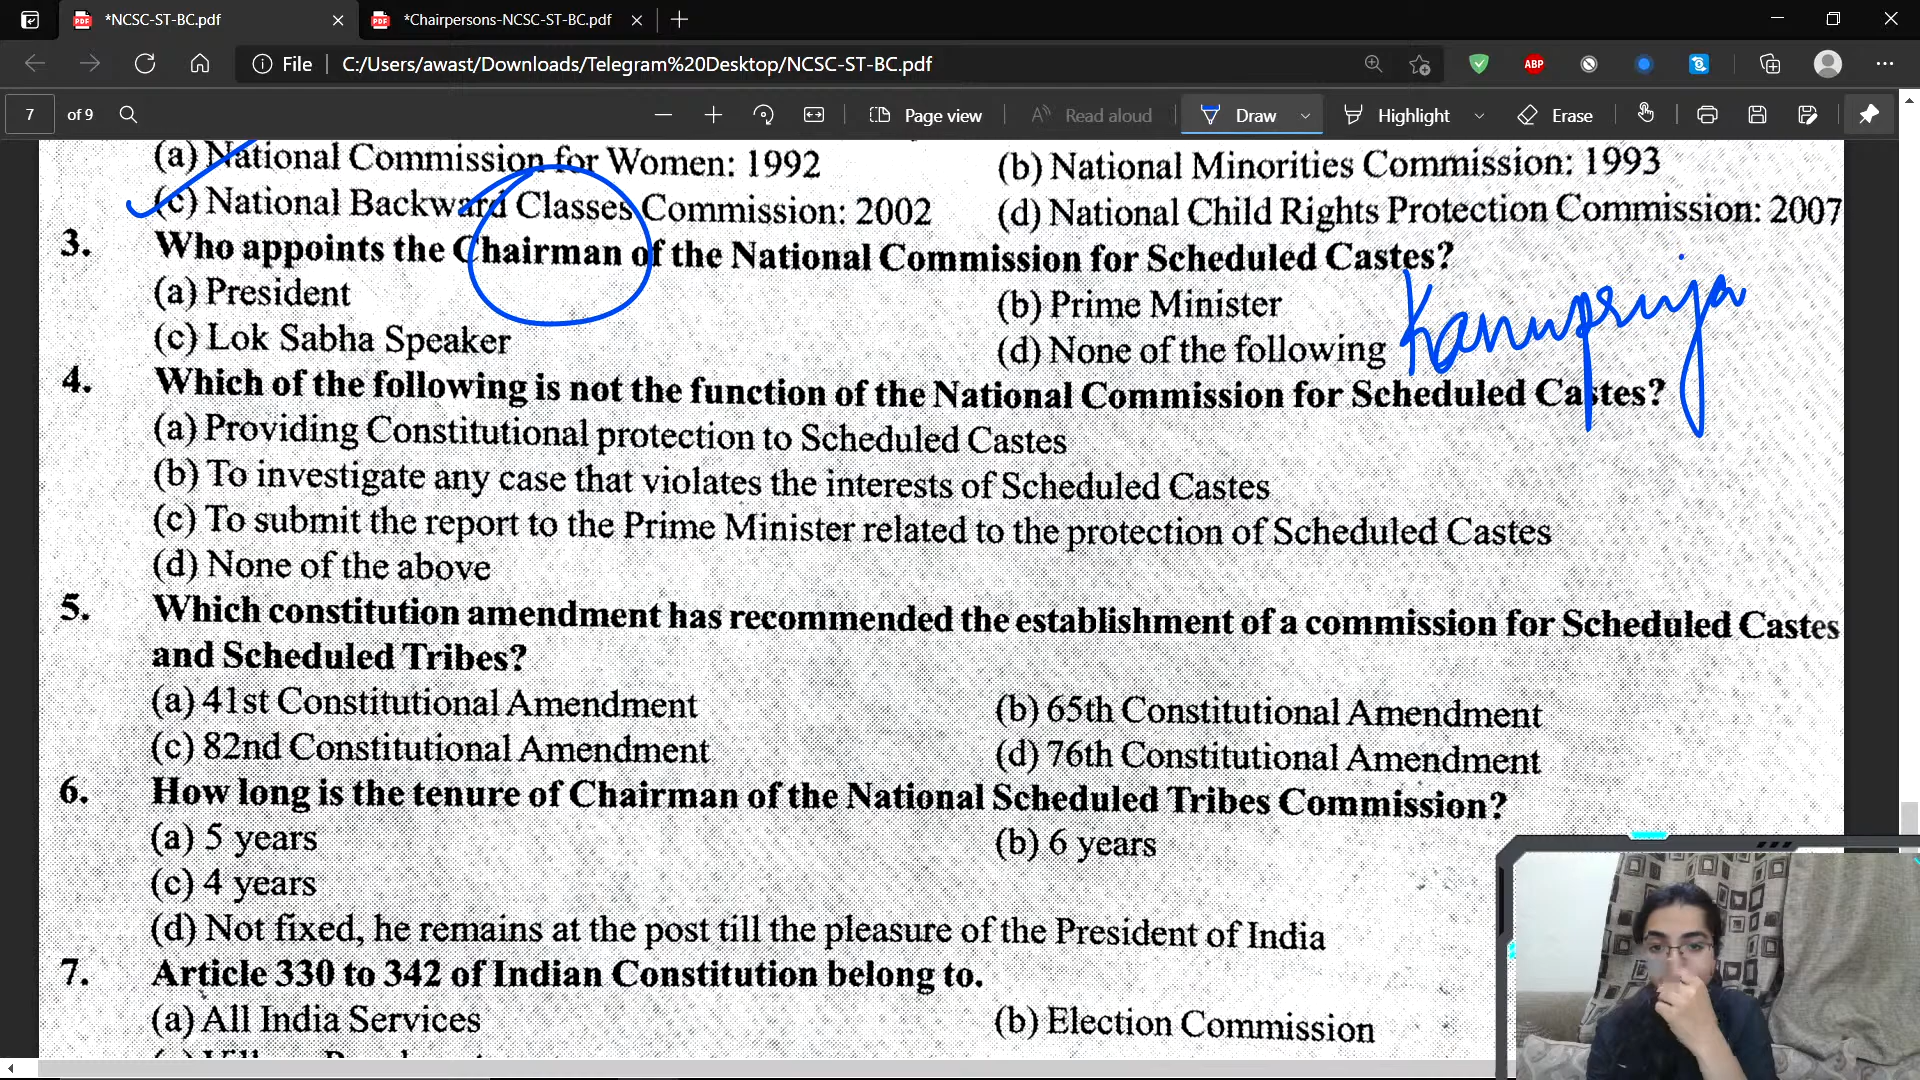 *NCSC-ST-BC.pdf
*Chairpersons-NCSC-ST-BC.pdf
File
C:/Users/awast/Downloads/Telegram%20Desktop/NCSC-ST-BC.pdf
ABP
7 of 9
Page view
Read aloud
Draw
Highlight
Erase
(a) National Commission for Women: 1992
(b) National Minorities Commission: 1993
(c) National Backward Classes Commission: 2002
(d) National Child Rights Protection Commission: 2007
3. Who appoints the Chairman of the National Commission for Scheduled Castes?
(a) President
(b) Prime Minister
(c) Lok Sabha Speaker
(d) None of the following
Kanupriya
4. Which of the following is not the function of the National Commission for Scheduled Castes?
(a) Providing Constitutional protection to Scheduled Castes
(b) To investigate any case that violates the interests of Scheduled Castes
(c) To submit the report to the Prime Minister related to the protection of Scheduled Castes
(d) None of the above
5. Which constitution amendment has recommended the establishment of a commission for Scheduled Castes
and Scheduled Tribes?
(a) 41st Constitutional Amendment
(b) 65th Constitutional Amendment
(c) 82nd Constitutional Amendment
(d) 76th Constitutional Amendment
6. How long is the tenure of Chairman of the National Scheduled Tribes Commission?
(a) 5 years
(b) 6 years
(c) 4 years
(d) Not fixed, he remains at the post till the pleasure of the President of India
7. Article 330 to 342 of Indian Constitution belong to.
(a) All India Services
(b) Election Commission